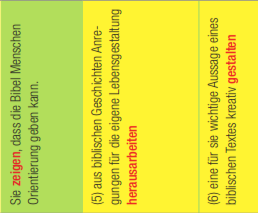 Sie zeigen, dass die Bibel Menschen
Orientierung geben kann.
(5) aus biblischen Geschichten Anre-
gungen für die eigene Lebensgestaltung
herausarbeiten
(6) eine für sie wichtige Aussage eines
biblischen Textes kreativ gestalten